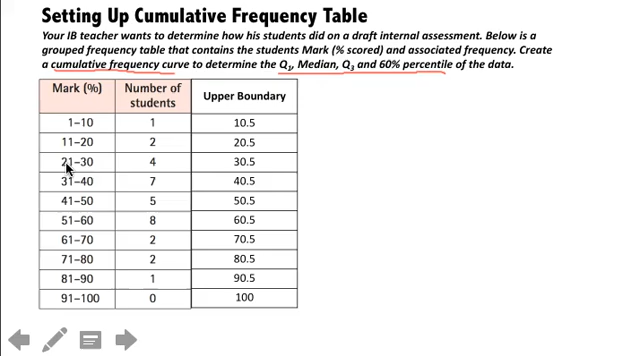 Setting Up Cumulative Frequency Table
Your IB teacher wants to determine how his students did on a draft internal assessment. Below is a
grouped frequency table that contains the students Mark (% scored) and associated frequency. Create
a cumulative frequency curve to determine the Q₁, Median, Q₃ and 60% percentile of the data.
Mark (%) Number of students Upper Boundary
1–10 1 10.5
11–20 2 20.5
21–30 4 30.5
31–40 7 40.5
41–50 5 50.5
51–60 8 60.5
61–70 2 70.5
71–80 2 80.5
81–90 1 90.5
91–100 0 100